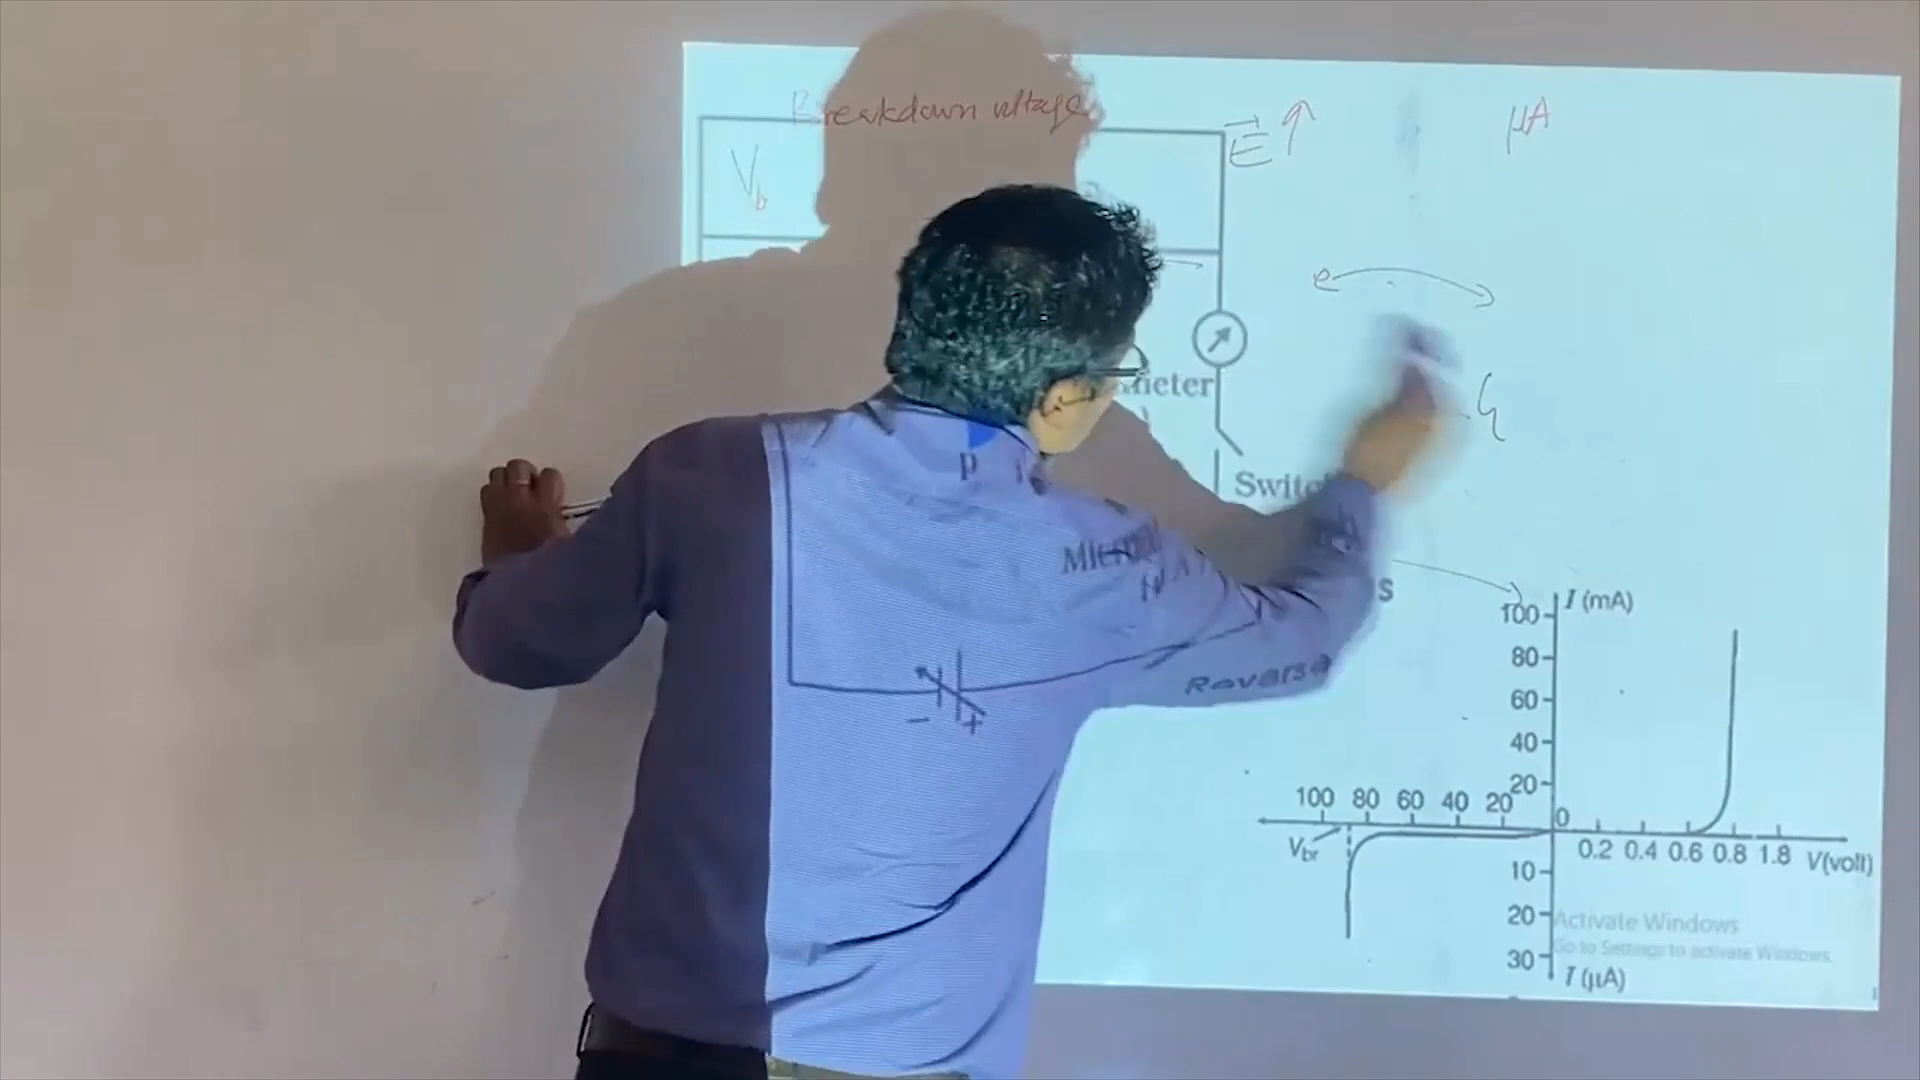 Breakdown voltage
V_b
E ↑
μA
e
p
Switch
Reverse
+
−
I (mA)
100
80
60
40
20
0
100 80 60 40 20
V_br
0.2 0.4 0.6 0.8 1.8 V(volt)
10
20
30
I (μA)
Activate Windows
Go to Settings to activate Windows.